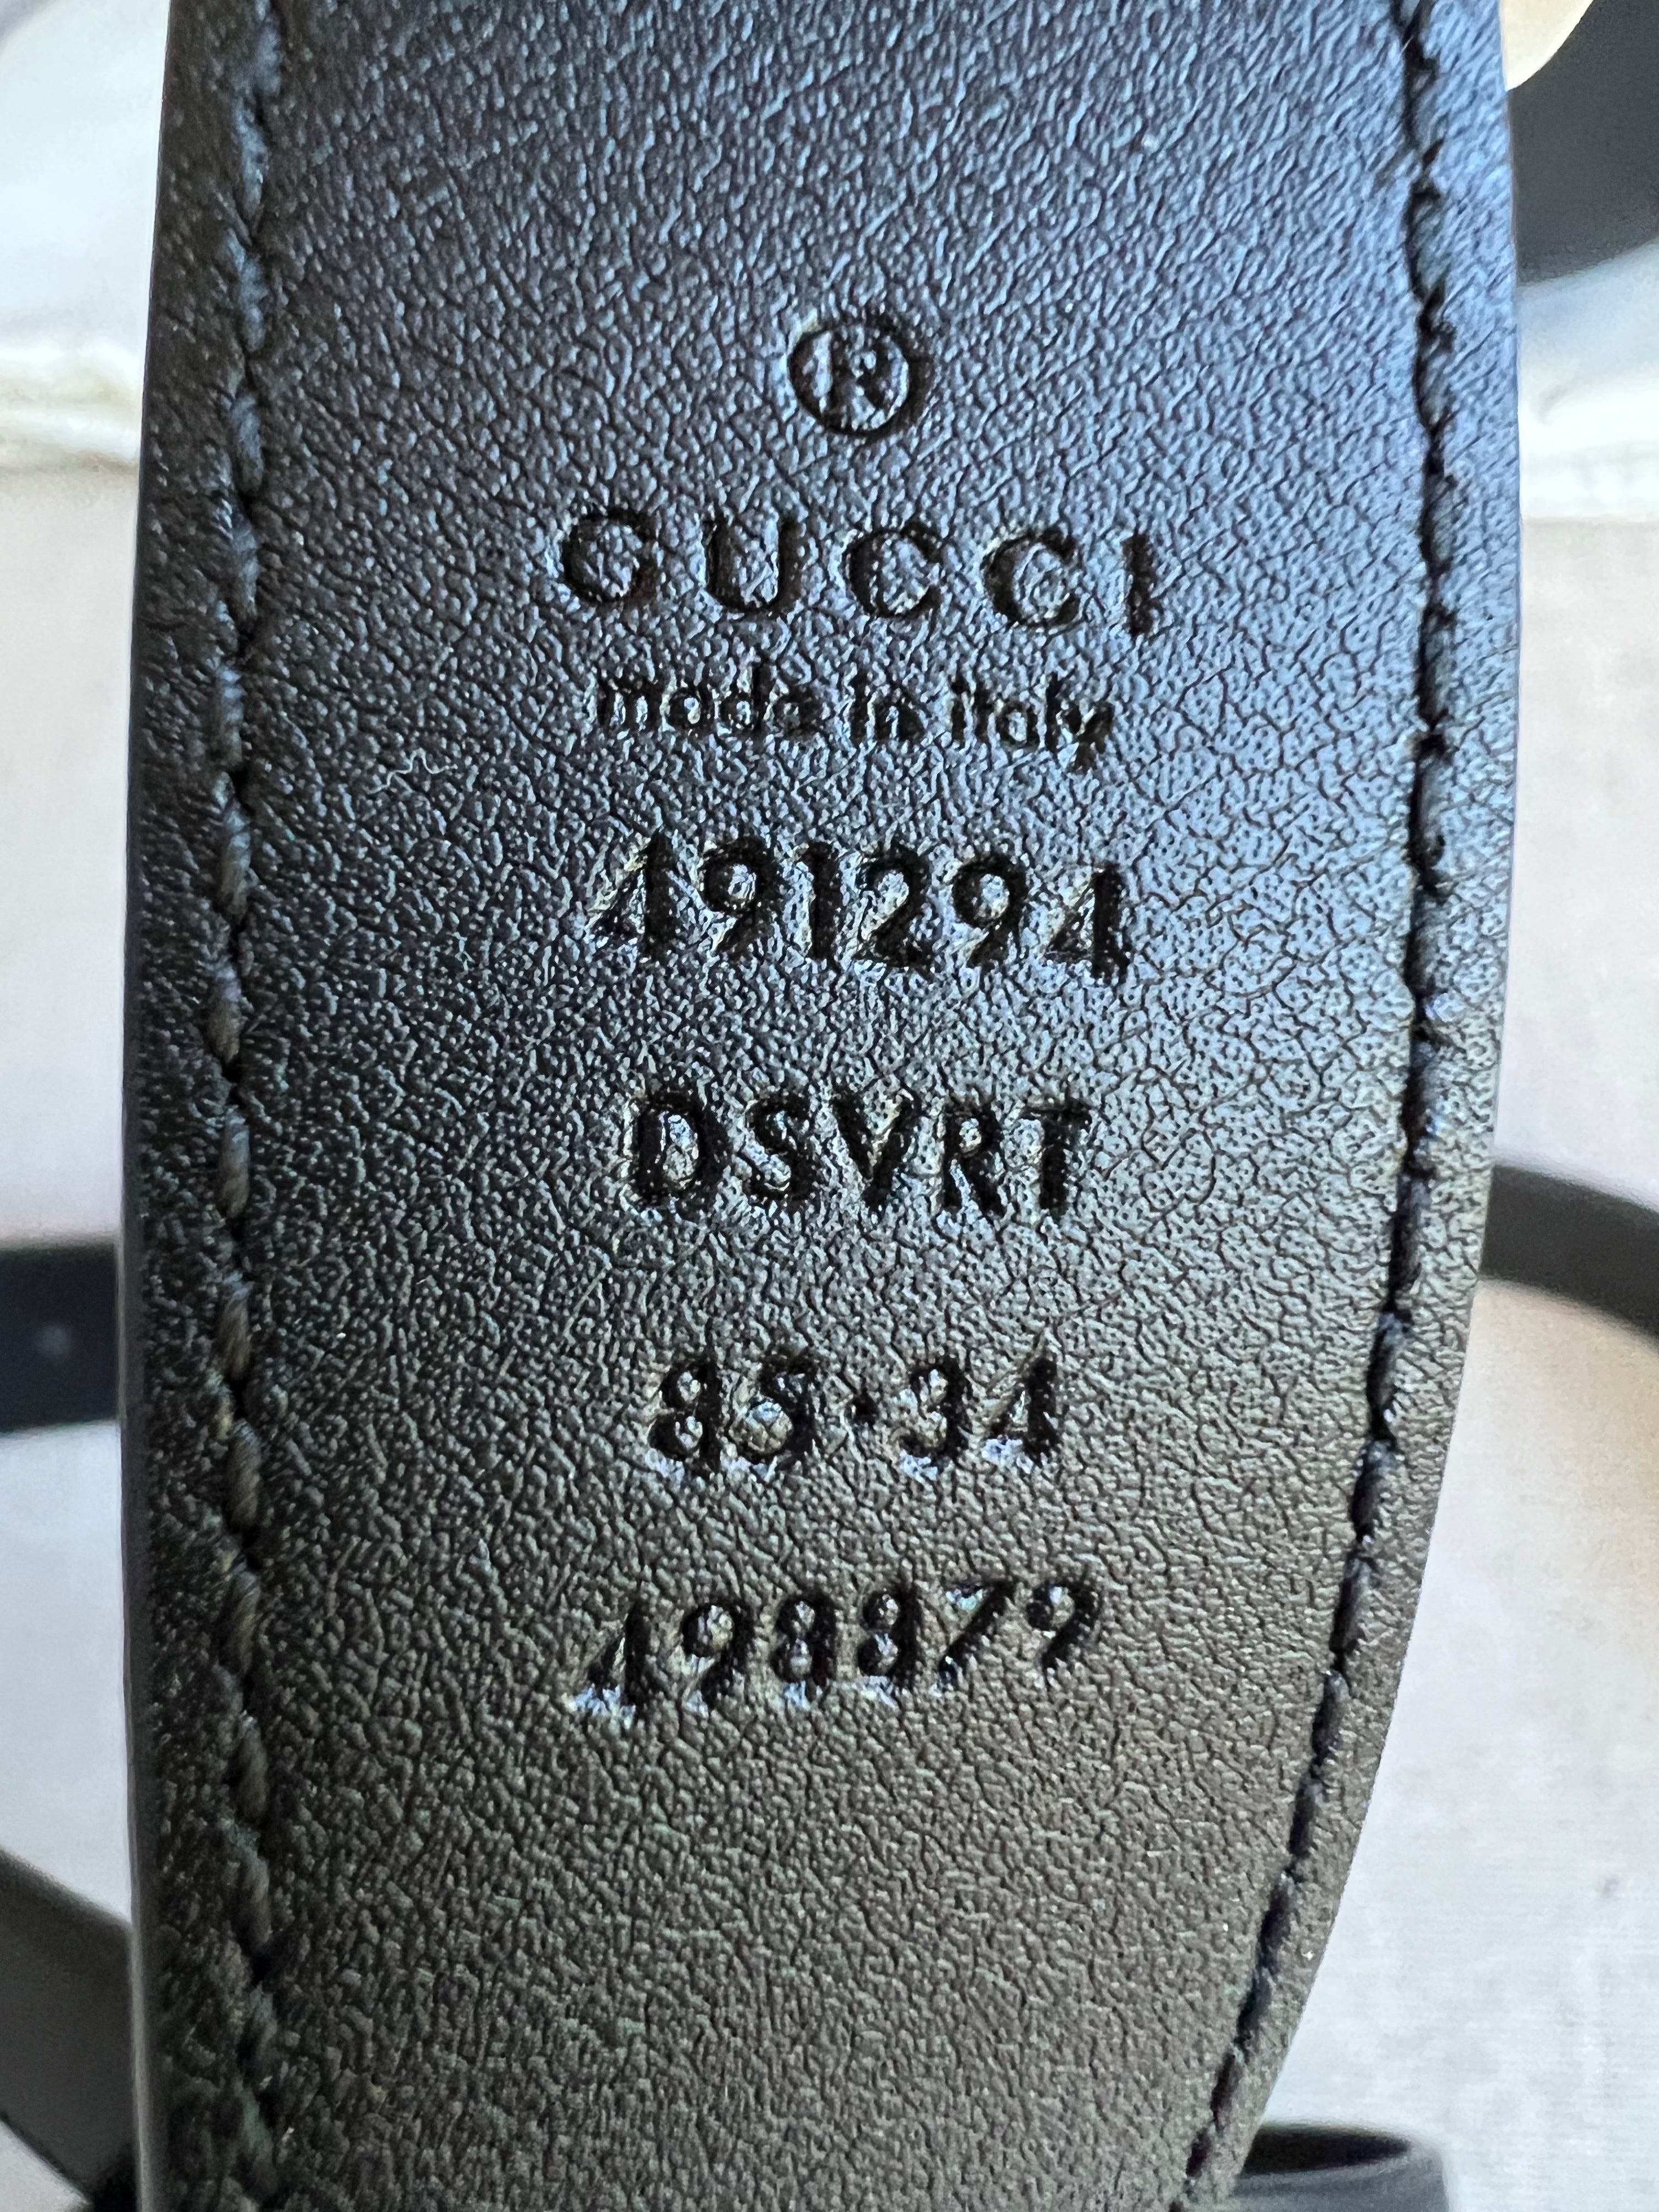 ®
GUCCI
made in italy
491294
DSVRT
85·34
498879